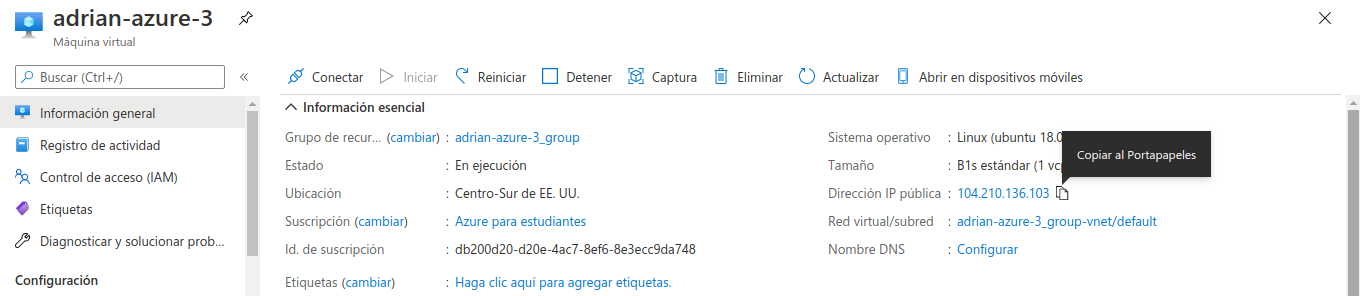 adrian-azure-3
Máquina virtual
Buscar (Ctrl+/)
Conectar Iniciar Reiniciar Detener Captura Eliminar Actualizar Abrir en dispositivos móviles
Información general
Registro de actividad
Control de acceso (IAM)
Etiquetas
Diagnosticar y solucionar prob...
Configuración
Información esencial
Grupo de recur... (cambiar) : adrian-azure-3_group
Estado : En ejecución
Ubicación : Centro-Sur de EE. UU.
Suscripción (cambiar) : Azure para estudiantes
Id. de suscripción : db200d20-d20e-4ac7-8ef6-8e3ecc9da748
Etiquetas (cambiar) : Haga clic aquí para agregar etiquetas.
Sistema operativo : Linux (ubuntu 18.0
Tamaño : B1s estándar (1 vcp
Dirección IP pública : 104.210.136.103
Red virtual/subred : adrian-azure-3_group-vnet/default
Nombre DNS : Configurar
Copiar al Portapapeles